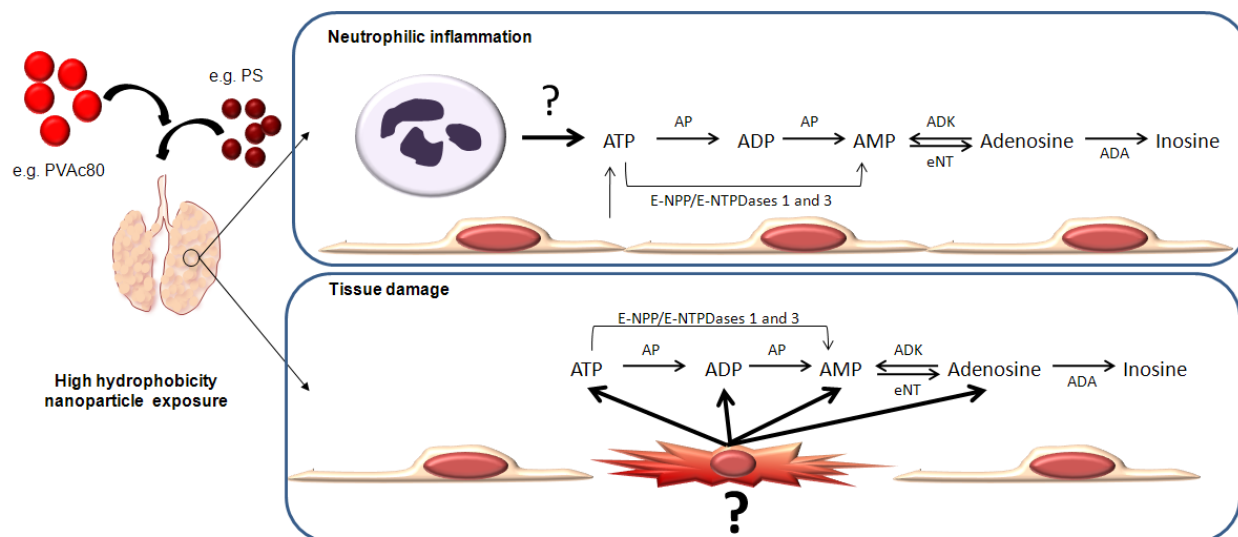 e.g. PS
e.g. PVAc80
High hydrophobicity
nanoparticle exposure
Neutrophilic inflammation
?
ATP AP ADP AP AMP ADK eNT Adenosine ADA Inosine
E-NPP/E-NTPDases 1 and 3
Tissue damage
E-NPP/E-NTPDases 1 and 3
ATP AP ADP AP AMP ADK eNT Adenosine ADA Inosine
?